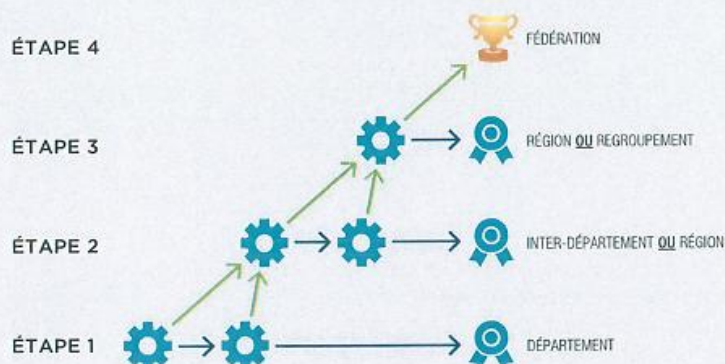 ÉTAPE 4
FÉDÉRATION
ÉTAPE 3
RÉGION OU REGROUPEMENT
ÉTAPE 2
INTER-DÉPARTEMENT OU RÉGION
ÉTAPE 1
DÉPARTEMENT